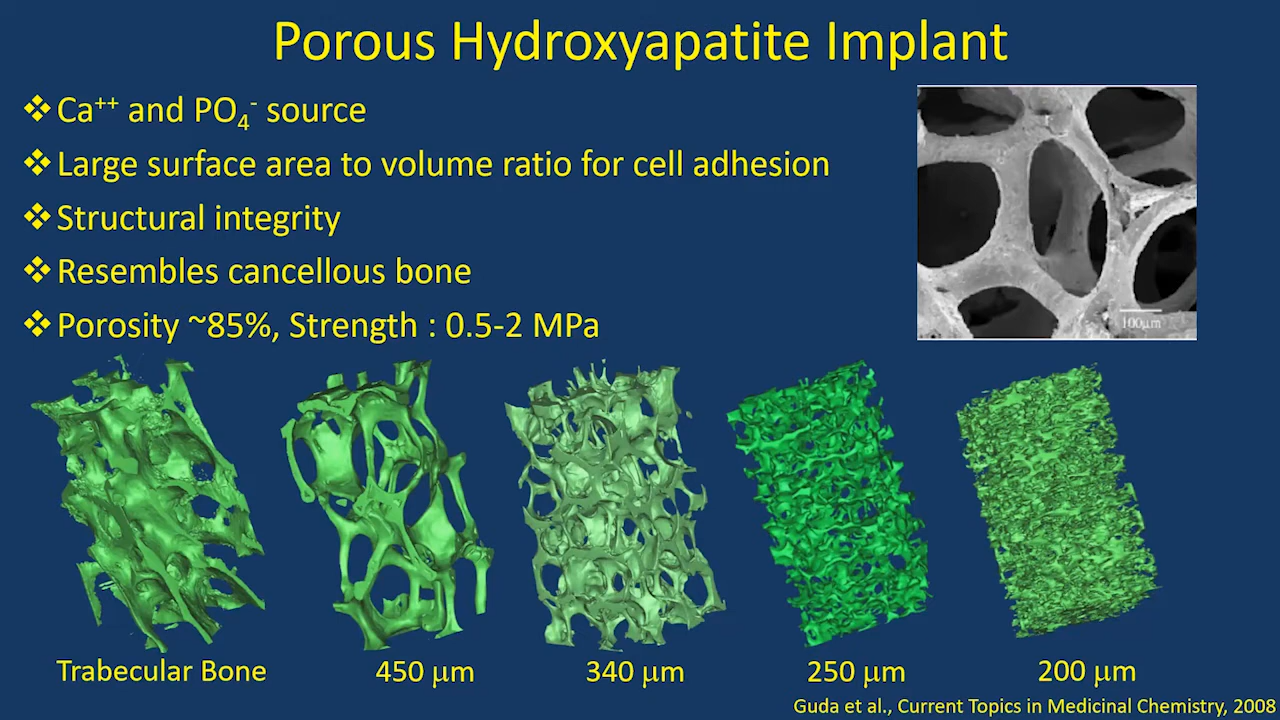 Porous Hydroxyapatite Implant
❖ Ca⁺⁺ and PO₄⁻ source
❖ Large surface area to volume ratio for cell adhesion
❖ Structural integrity
❖ Resembles cancellous bone
❖ Porosity ~85%, Strength : 0.5-2 MPa
100μm
Trabecular Bone
450 μm
340 μm
250 μm
200 μm
Guda et al., Current Topics in Medicinal Chemistry, 2008